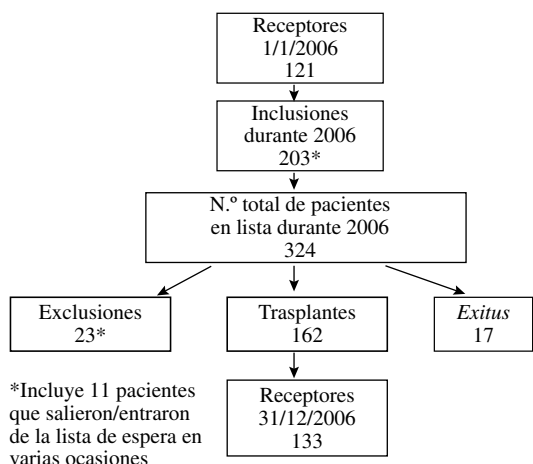 Receptores
1/1/2006
121
Inclusiones
durante 2006
203*
N.º total de pacientes
en lista durante 2006
324
Exclusiones
23*
Trasplantes
162
Exitus
17
*Incluye 11 pacientes
que salieron/entraron
de la lista de espera en
varias ocasiones
Receptores
31/12/2006
133